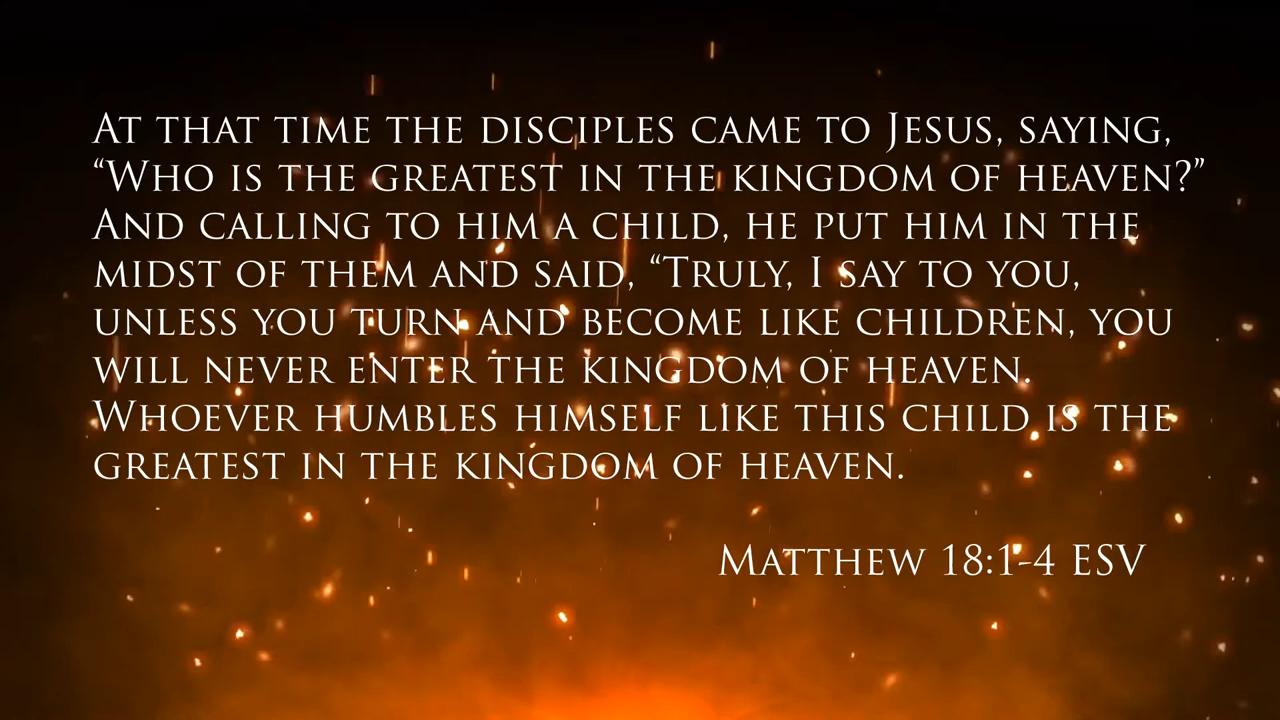 At that time the disciples came to Jesus, saying,
“Who is the greatest in the kingdom of heaven?”
And calling to him a child, he put him in the
midst of them and said, “Truly, I say to you,
unless you turn and become like children, you
will never enter the kingdom of heaven.
Whoever humbles himself like this child is the
greatest in the kingdom of heaven.
Matthew 18:1-4 ESV